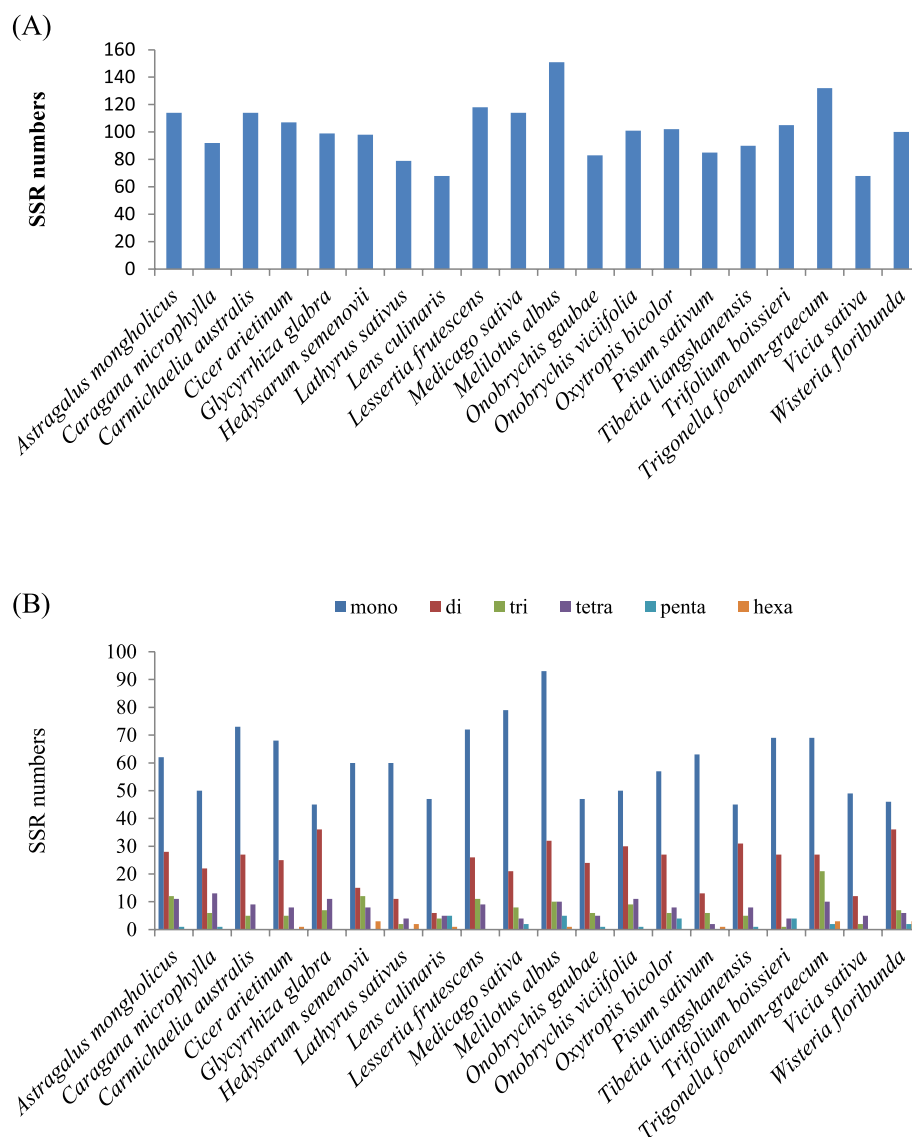 (A)
SSR numbers
160
140
120
100
80
60
40
20
0
Astragalus mongholicus
Caragana microphylla
Carmichaelia australis
Cicer arietinum
Glycyrrhiza glabra
Hedysarum semenovii
Lathyrus sativus
Lens culinaris
Lessertia frutescens
Medicago sativa
Melilotus albus
Onobrychis gaubae
Onobrychis viciifolia
Oxytropis bicolor
Pisum sativum
Tibetia liangshanensis
Trifolium boissieri
Trigonella foenum-graecum
Vicia sativa
Wisteria floribunda
(B)
mono di tri tetra penta hexa
SSR numbers
100
90
80
70
60
50
40
30
20
10
0
Astragalus mongholicus
Caragana microphylla
Carmichaelia australis
Cicer arietinum
Glycyrrhiza glabra
Hedysarum semenovii
Lathyrus sativus
Lens culinaris
Lessertia frutescens
Medicago sativa
Melilotus albus
Onobrychis gaubae
Onobrychis viciifolia
Oxytropis bicolor
Pisum sativum
Tibetia liangshanensis
Trifolium boissieri
Trigonella foenum-graecum
Vicia sativa
Wisteria floribunda